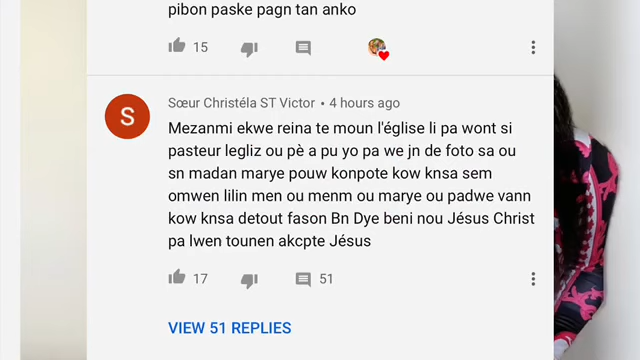 pibon paske pagn tan anko
15
S
Sœur Christéla ST Victor • 4 hours ago
Mezanmi ekwe reina te moun l'église li pa wont si
pasteur legliz ou pè a pu yo pa we jn de foto sa ou
sn madan marye pouw konpote kow knsa sem
omwen lilin men ou menm ou marye ou padwe vann
kow knsa detout fason Bn Dye beni nou Jésus Christ
pa lwen tounen akcpte Jésus
17
51
VIEW 51 REPLIES